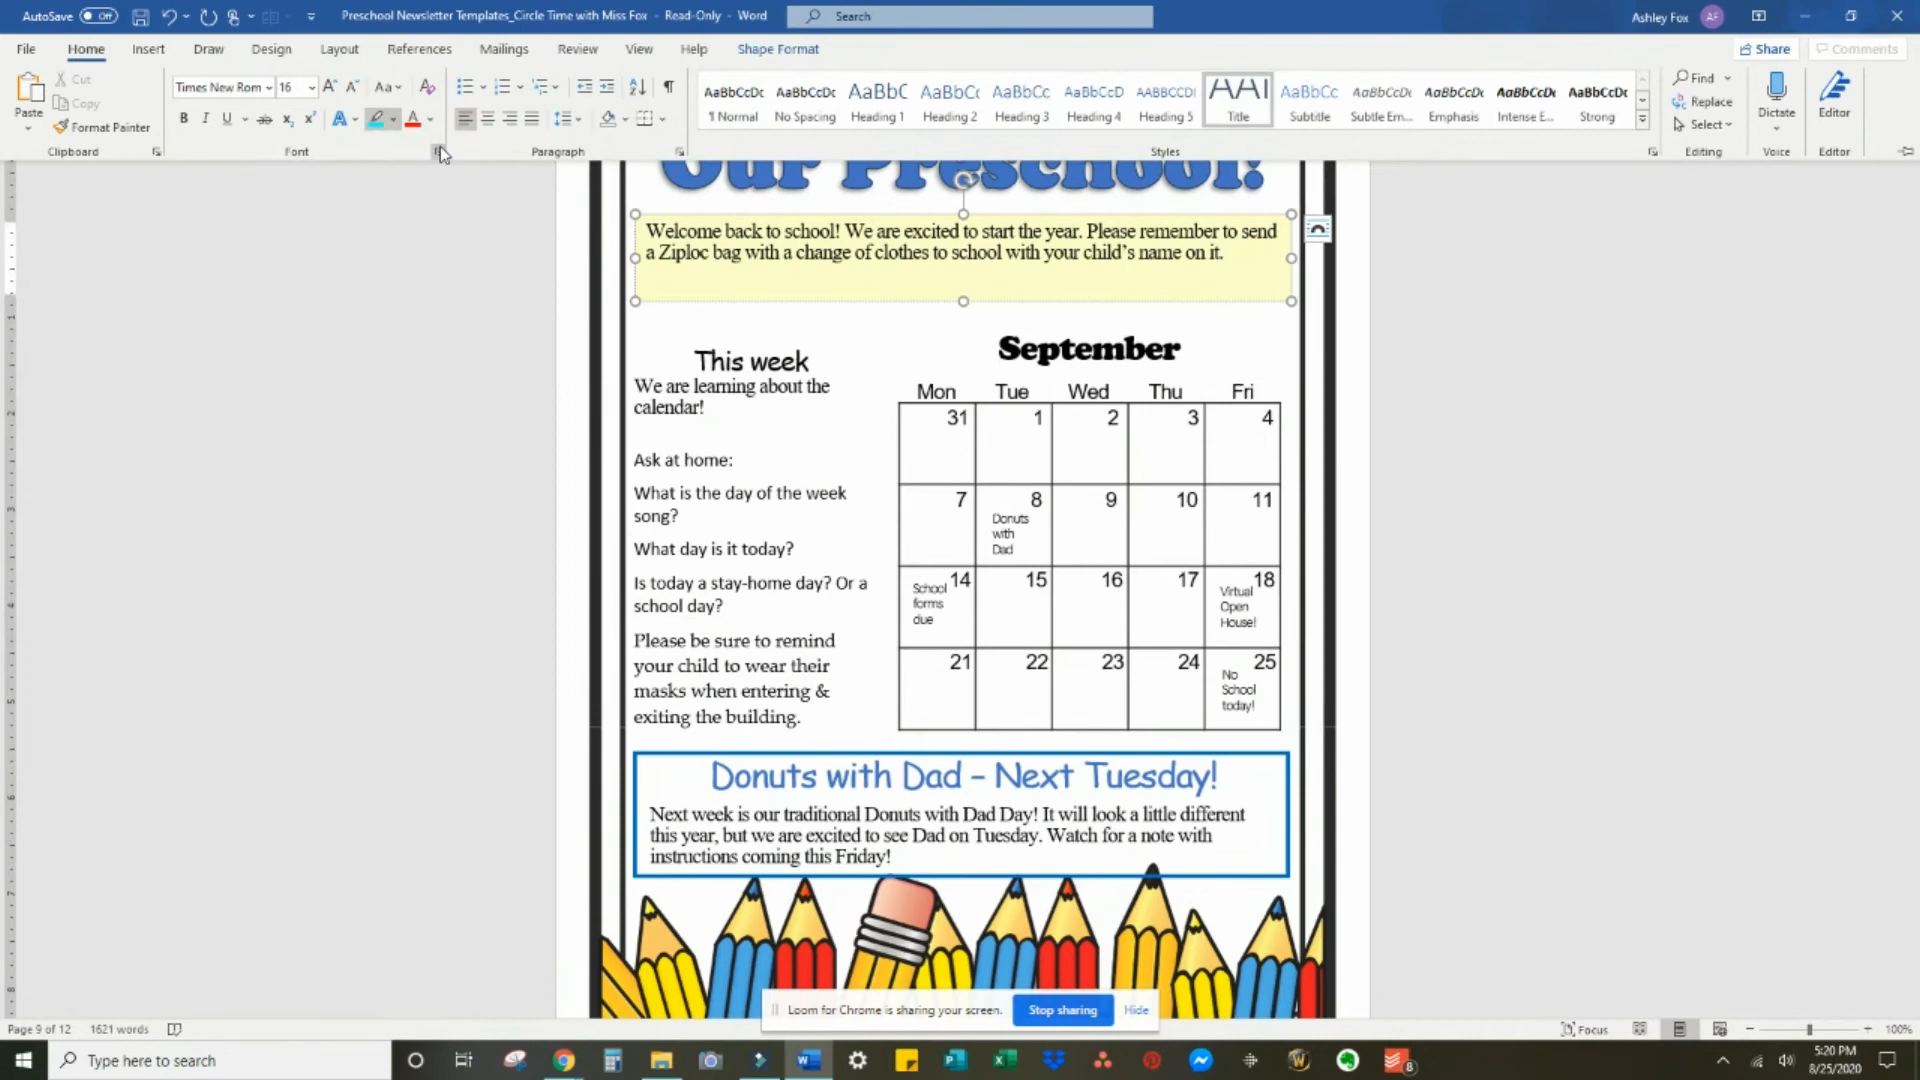 AutoSave Off Preschool Newsletter Templates_Circle Time with Miss Fox - Read-Only - Word Search Ashley Fox AF
File Home Insert Draw Design Layout References Mailings Review View Help Shape Format Share Comments
Paste Cut Copy Format Painter Clipboard
Times New Rom 16 Aa
B I U ab x₂ x² A A Font
Paragraph
AaBbCcDc AaBbCcDc AaBbC AaBbCc AaBbCc AaBbCcD AABBCCDI AAI AaBbCc AaBbCcDc AaBbCcDc AaBbCcDc AaBbCcDc
¶ Normal No Spacing Heading 1 Heading 2 Heading 3 Heading 4 Heading 5 Title Subtitle Subtle Em... Emphasis Intense E... Strong
Styles
Find
Replace
Select
Editing
Dictate
Voice
Editor
Editor
Our Preschool!
Welcome back to school! We are excited to start the year. Please remember to send
a Ziploc bag with a change of clothes to school with your child's name on it.
This week
We are learning about the
calendar!
Ask at home:
What is the day of the week
song?
What day is it today?
Is today a stay-home day? Or a
school day?
Please be sure to remind
your child to wear their
masks when entering &
exiting the building.
September
Mon Tue Wed Thu Fri
31 1 2 3 4
7 8 9 10 11
Donuts
with
Dad
14 15 16 17 18
School
forms
due
Virtual
Open
House!
21 22 23 24 25
No
School
today!
Donuts with Dad – Next Tuesday!
Next week is our traditional Donuts with Dad Day! It will look a little different
this year, but we are excited to see Dad on Tuesday. Watch for a note with
instructions coming this Friday!
Loom for Chrome is sharing your screen. Stop sharing Hide
Page 9 of 12 1621 words Focus 100%
Type here to search
8
5:20 PM
8/25/2020